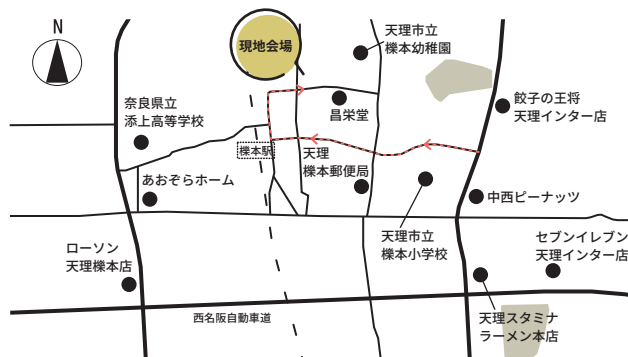 N
現地会場
天理市立
櫟本幼稚園
奈良県立
添上高等学校
昌栄堂
餃子の王将
天理インター店
櫟本駅
天理
櫟本郵便局
あおぞらホーム
中西ピーナッツ
天理市立
櫟本小学校
ローソン
天理櫟本店
セブンイレブン
天理インター店
西名阪自動車道
天理スタミナ
ラーメン本店